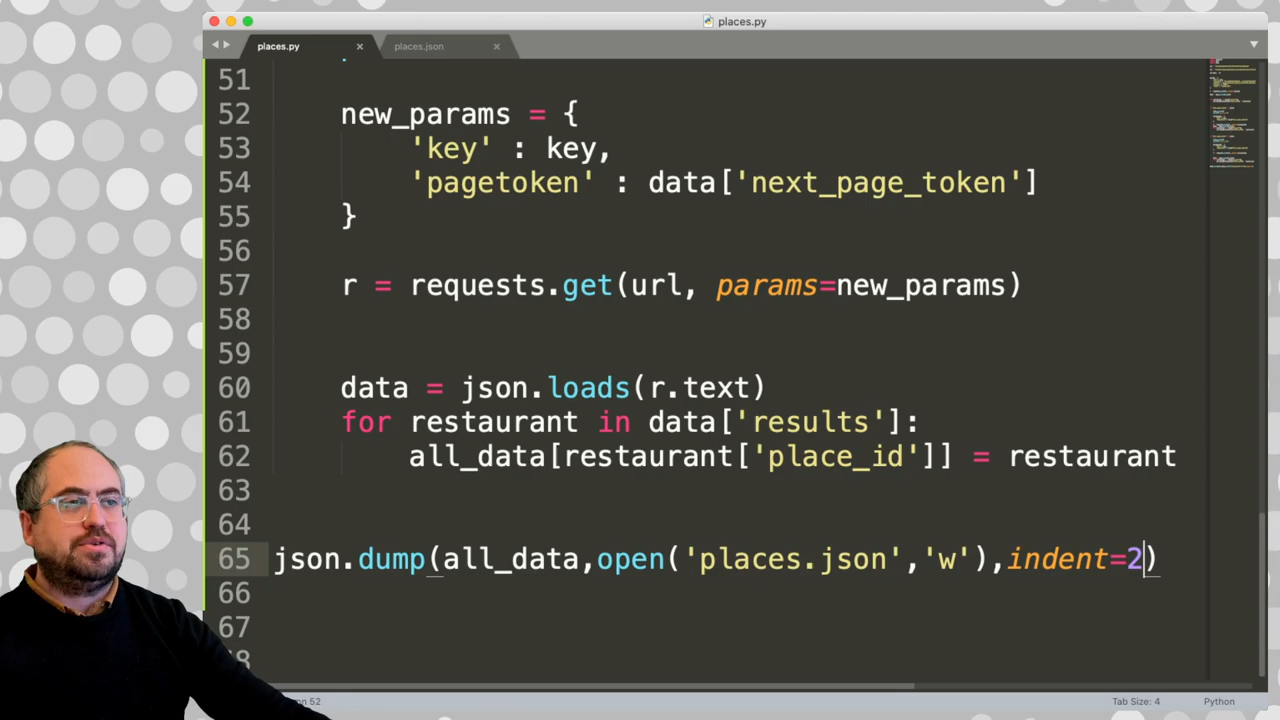 places.py
places.py
places.json
51
52 new_params = {
53 'key' : key,
54 'pagetoken' : data['next_page_token']
55 }
56
57 r = requests.get(url, params=new_params)
58
59
60 data = json.loads(r.text)
61 for restaurant in data['results']:
62 all_data[restaurant['place_id']] = restaurant
63
64
65 json.dump(all_data,open('places.json','w'),indent=2)
66
67
52
Tab Size: 4
Python